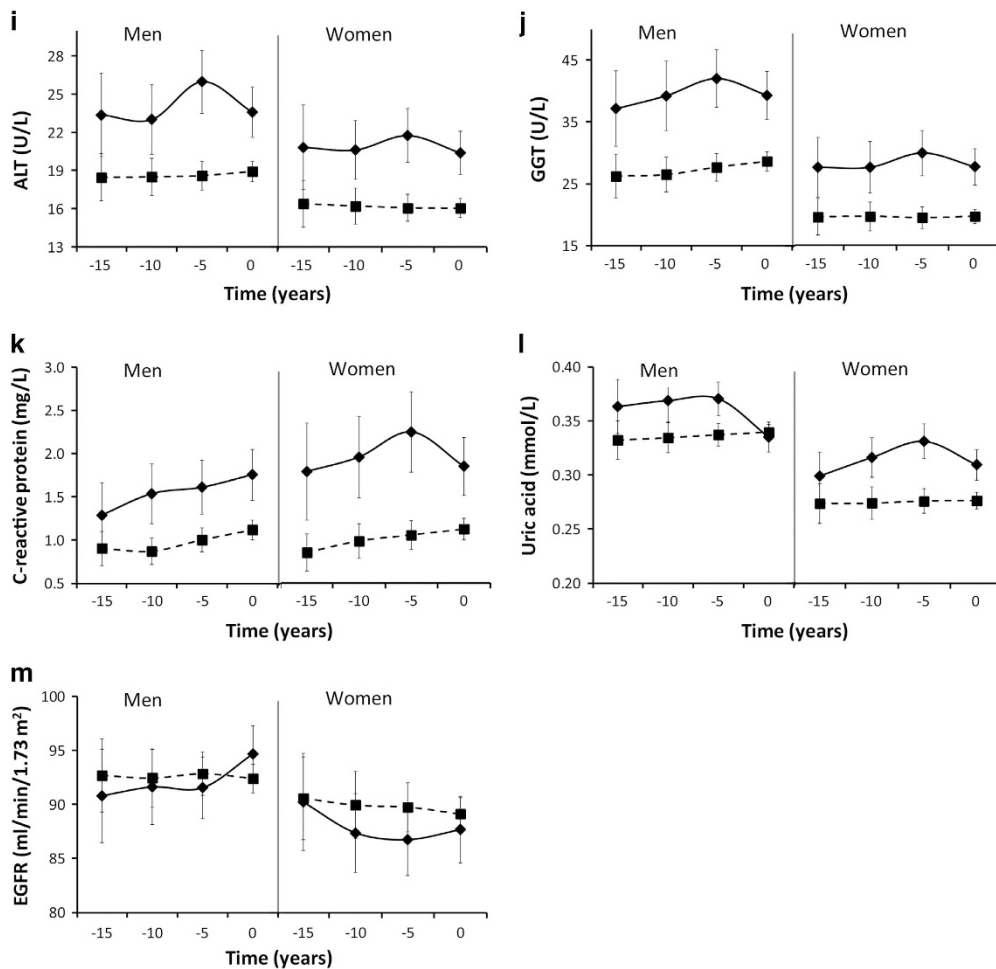 i
Men
Women
ALT (U/L)
28
25
22
19
16
13
-15 -10 -5 0 -15 -10 -5 0
Time (years)
j
Men
Women
GGT (U/L)
45
35
25
15
-15 -10 -5 0 -15 -10 -5 0
Time (years)
k
Men
Women
C-reactive protein (mg/L)
3.0
2.5
2.0
1.5
1.0
0.5
-15 -10 -5 0 -15 -10 -5 0
Time (years)
l
Men
Women
Uric acid (mmol/L)
0.40
0.35
0.30
0.25
0.20
-15 -10 -5 0 -15 -10 -5 0
Time (years)
m
Men
Women
EGFR (ml/min/1.73 m²)
100
95
90
85
80
-15 -10 -5 0 -15 -10 -5 0
Time (years)